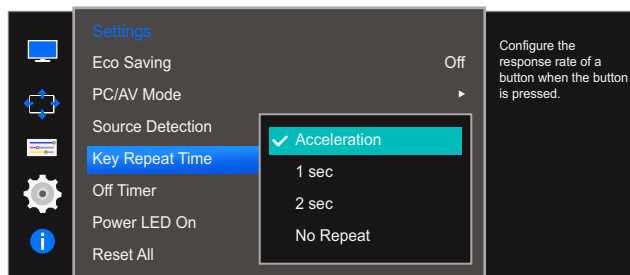 Settings
Eco Saving Off
PC/AV Mode
Source Detection
Key Repeat Time
Off Timer
Power LED On
Reset All
Acceleration
1 sec
2 sec
No Repeat
Configure the
response rate of a
button when the button
is pressed.